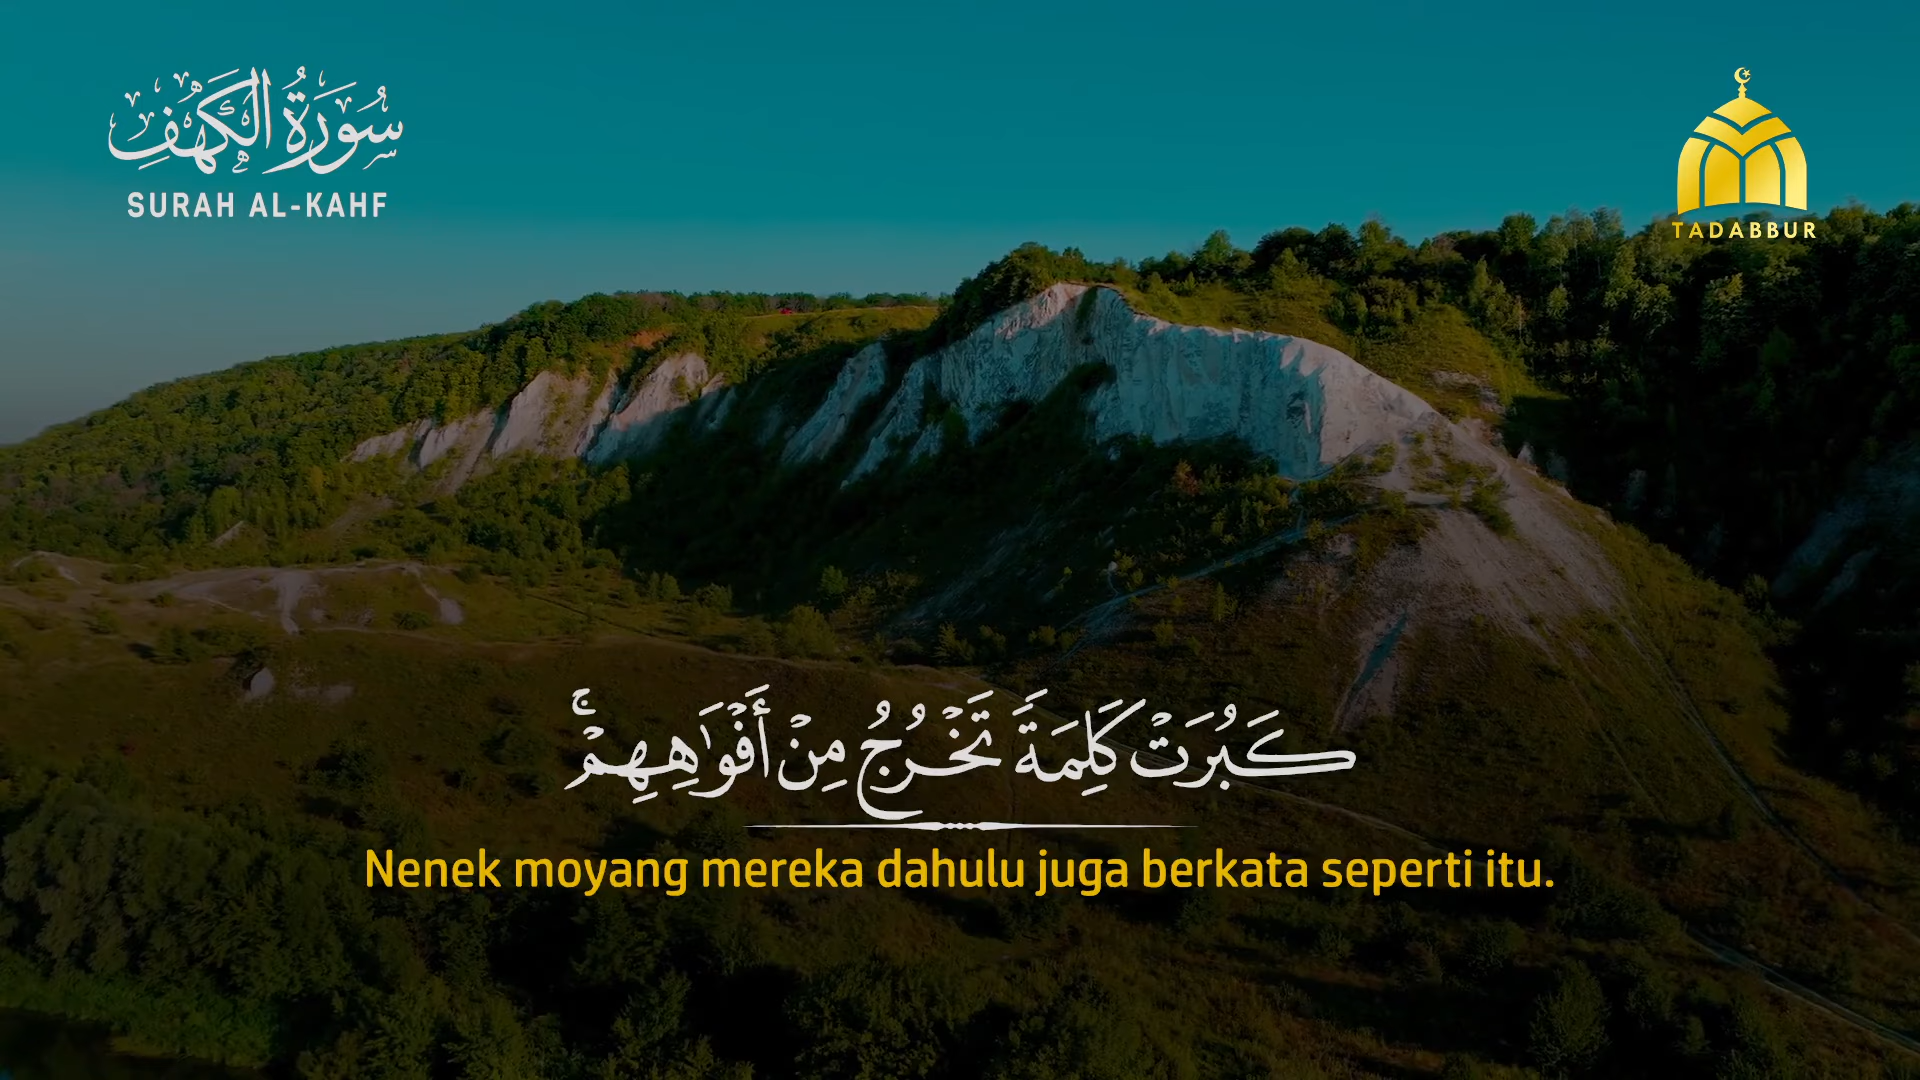 سُورَةُ الْكَهْفِ
SURAH AL-KAHF
TADABBUR
كَبُرَتْ كَلِمَةً تَخْرُجُ مِنْ أَفْوَٰهِهِمْ ۚ
Nenek moyang mereka dahulu juga berkata seperti itu.